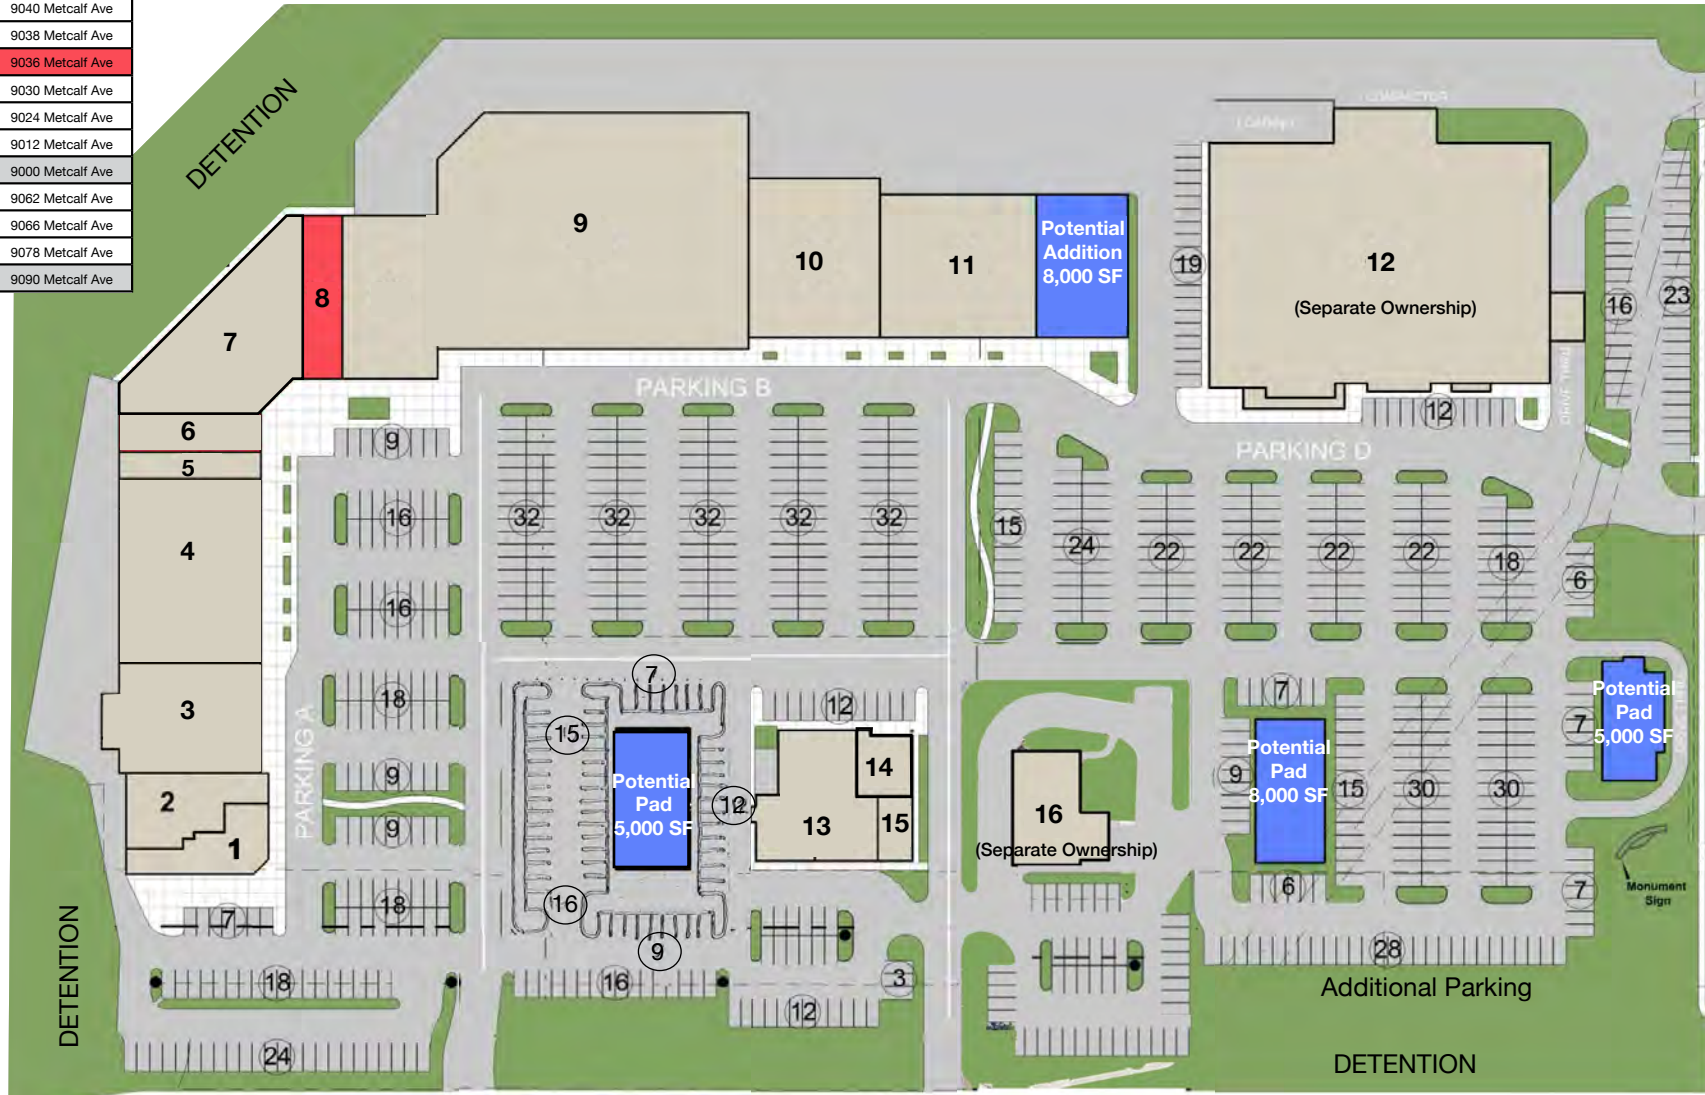 9040 Metcalf Ave
9038 Metcalf Ave
9036 Metcalf Ave
9030 Metcalf Ave
9024 Metcalf Ave
9012 Metcalf Ave
9000 Metcalf Ave
9062 Metcalf Ave
9066 Metcalf Ave
9078 Metcalf Ave
9090 Metcalf Ave
DETENTION
COMPACTOR
LOADING
9
10
11
Potential
Addition
8,000 SF
19
12
(Separate Ownership)
16
23
8
7
6
5
4
3
2
1
DRIVE THRU
12
PARKING B
PARKING D
PARKING A
9
16
16
18
9
9
18
7
18
24
32
32
32
32
32
15
24
22
22
22
22
18
6
7
15
16
9
12
Potential
Pad
5,000 SF
12
13
14
15
16
12
3
16
(Separate Ownership)
7
9
Potential
Pad
8,000 SF
6
15
30
30
7
7
Potential
Pad
5,000 SF
Monument
Sign
28
Additional Parking
DETENTION
DETENTION